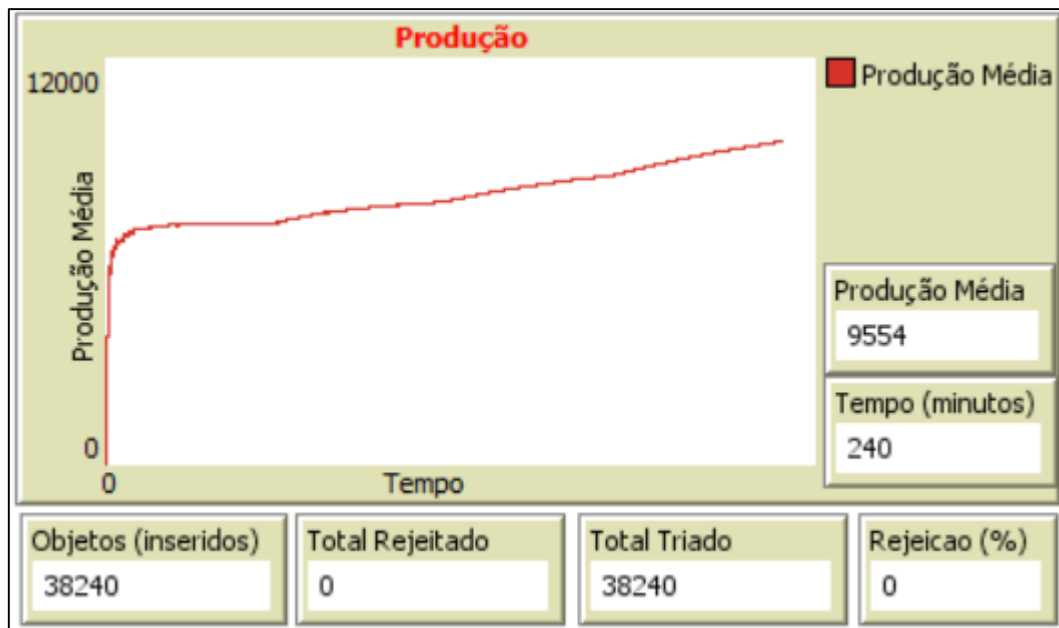 Produção
12000
Produção Média
Produção Média
0
0
Tempo
Produção Média
9554
Tempo (minutos)
240
Objetos (inseridos)
38240
Total Rejeitado
0
Total Triado
38240
Rejeicao (%)
0